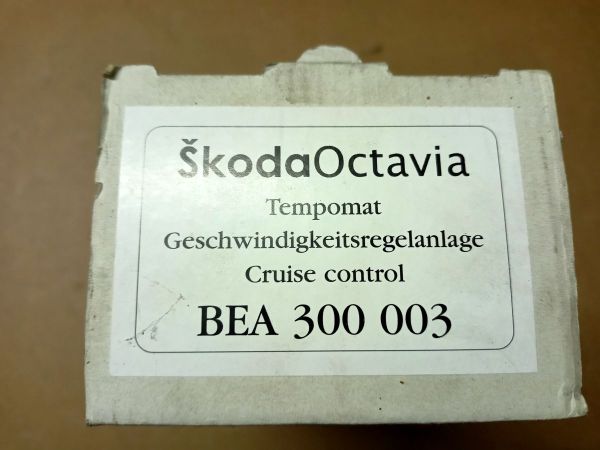 ŠkodaOctavia
Tempomat
Geschwindigkeitsregelanlage
Cruise control
BEA 300 003